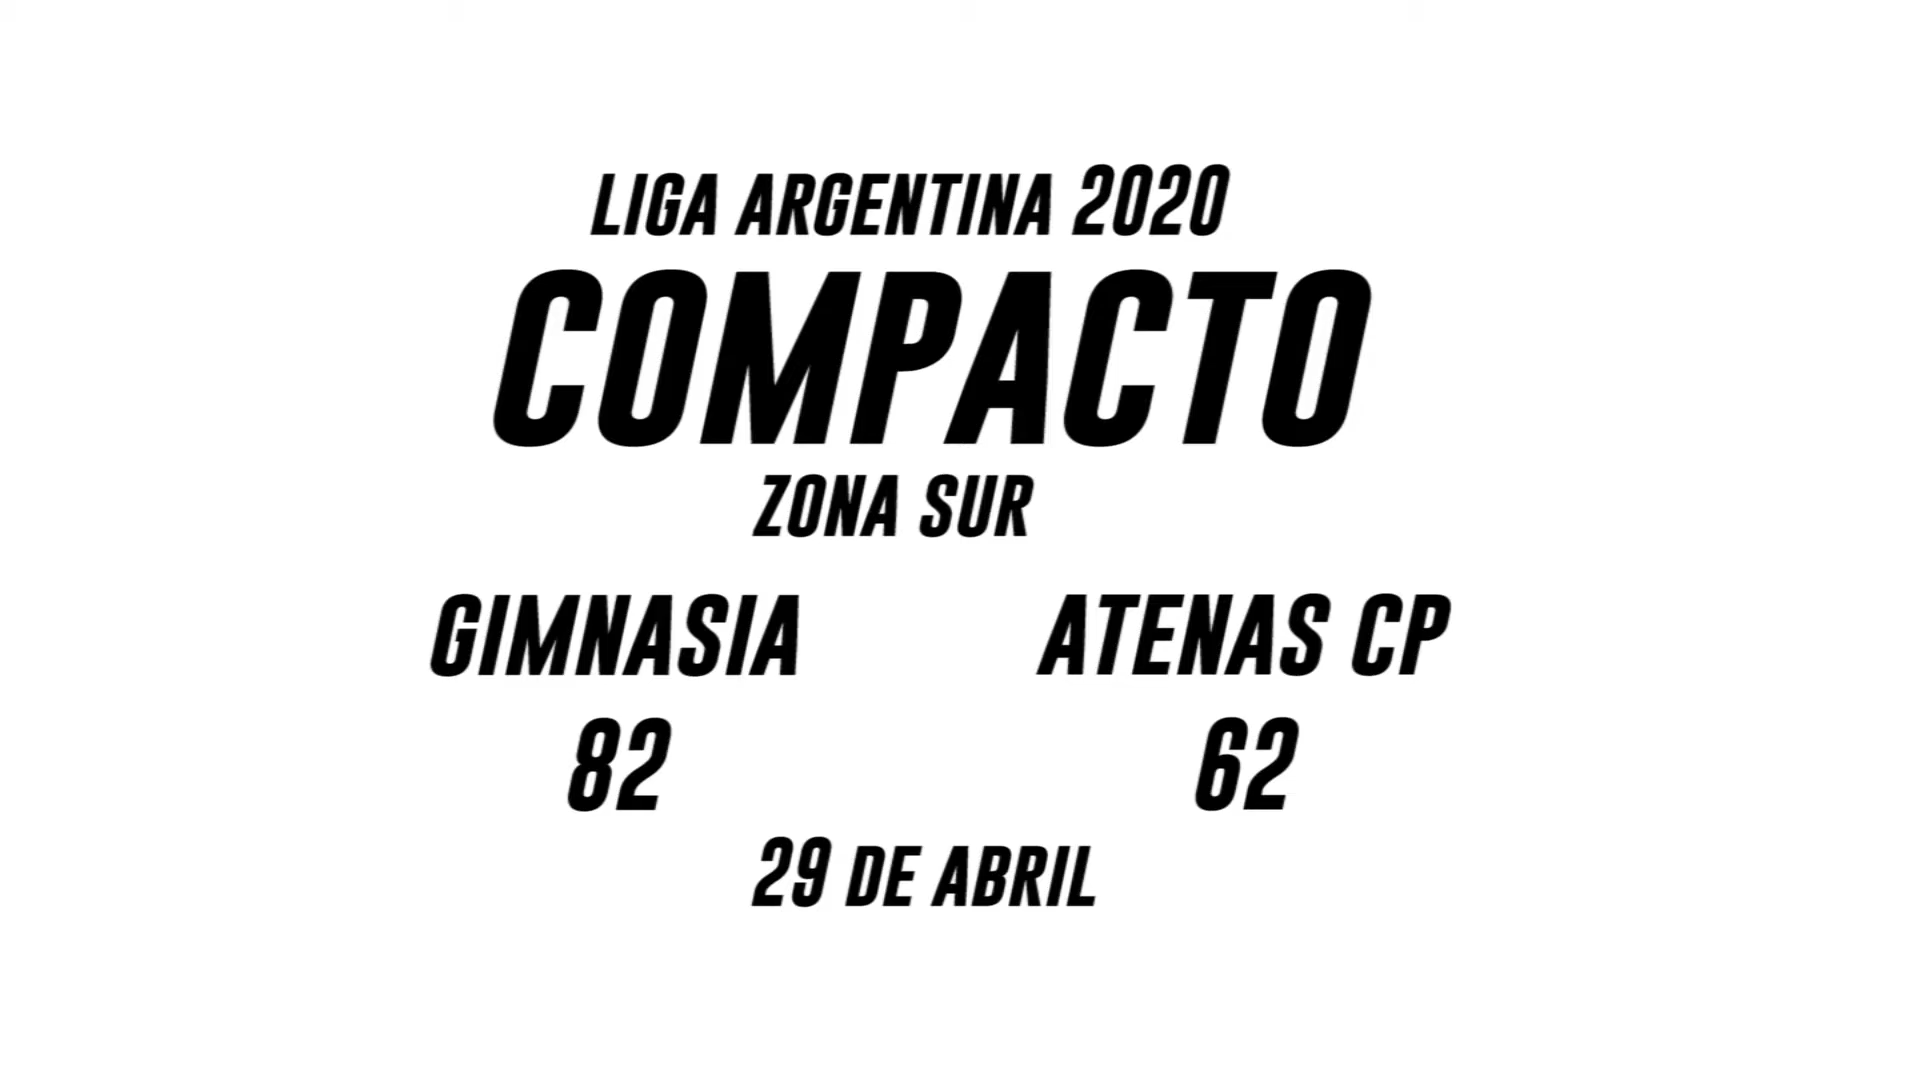 LIGA ARGENTINA 2020
COMPACTO
ZONA SUR
GIMNASIA ATENAS CP
82 62
29 DE ABRIL